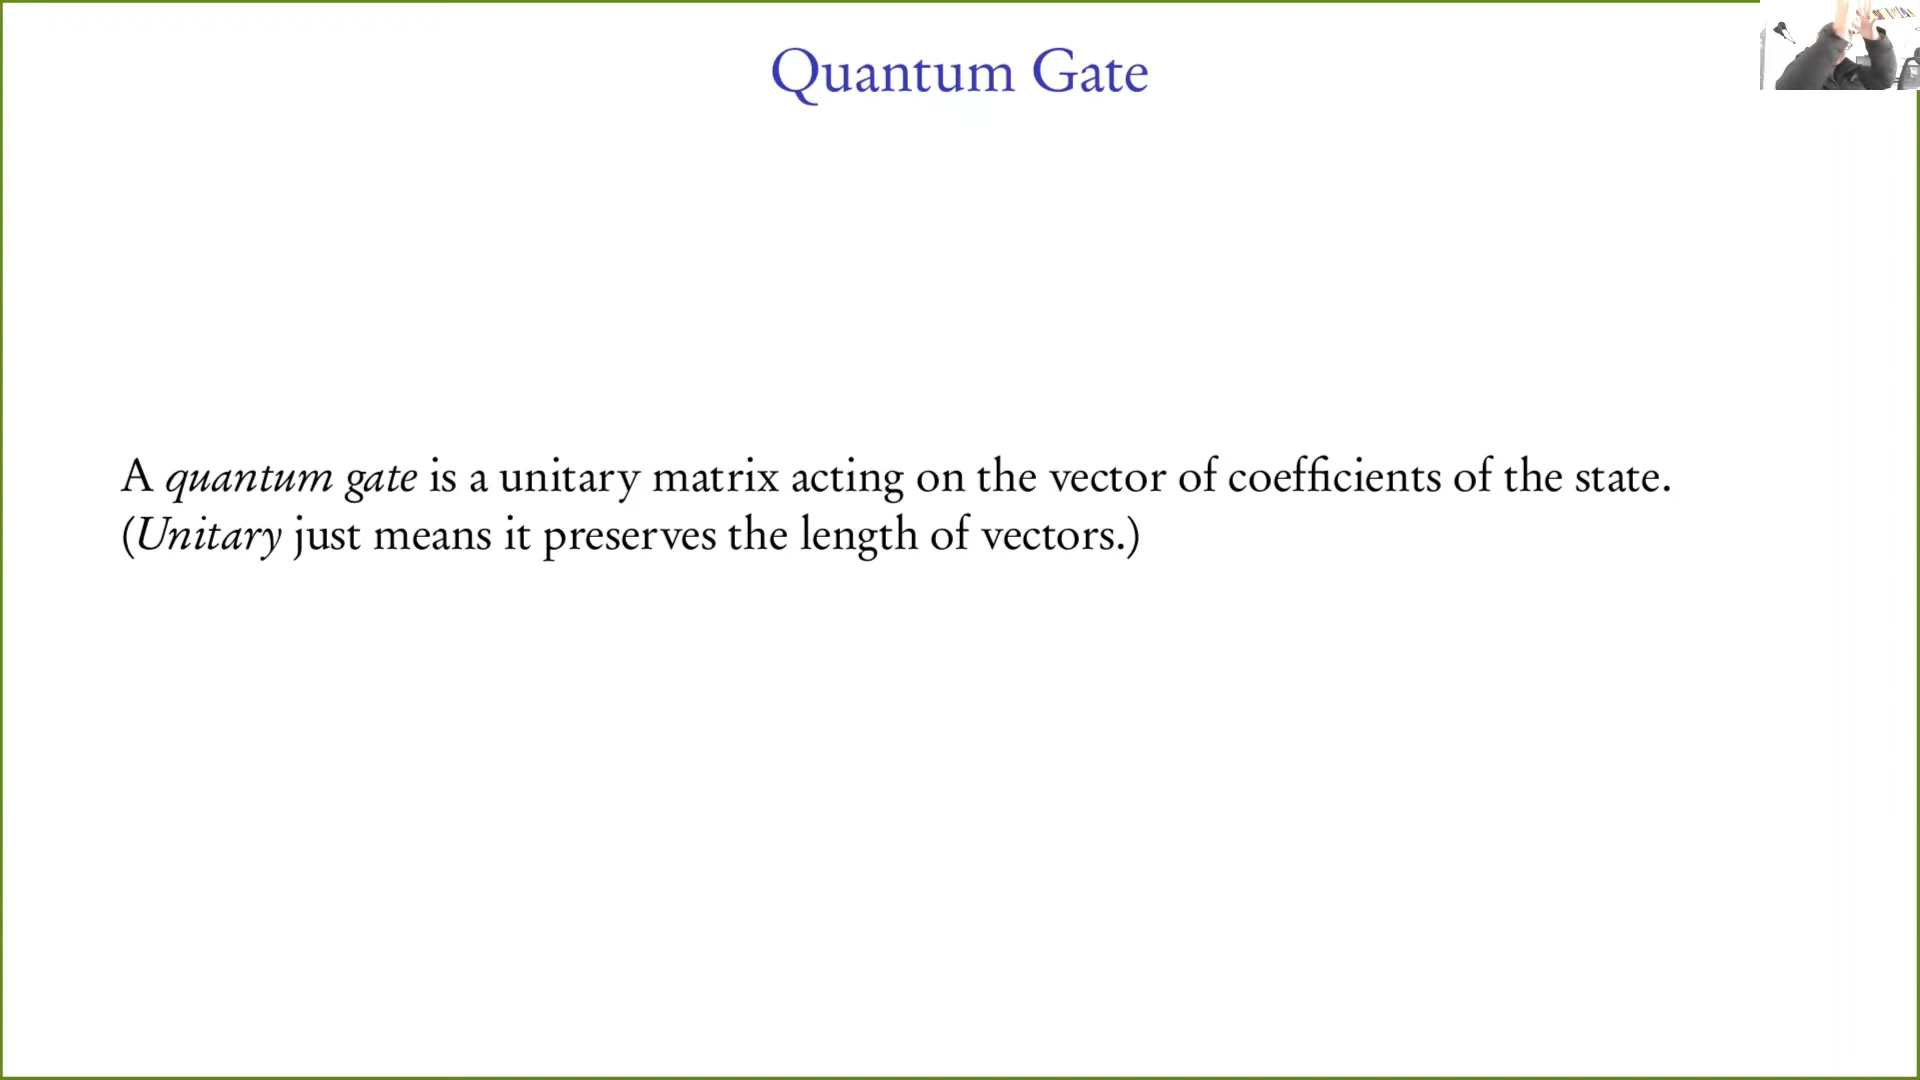 Quantum Gate
A quantum gate is a unitary matrix acting on the vector of coefficients of the state.
(Unitary just means it preserves the length of vectors.)